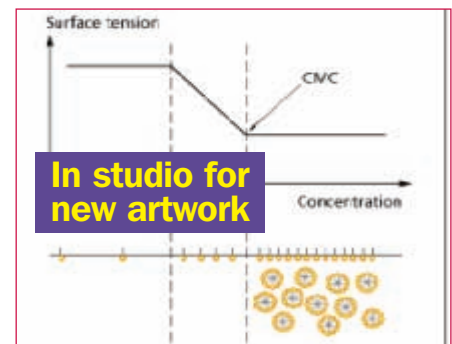 Surface tension
CMC
In studio for
new artwork
Concentration